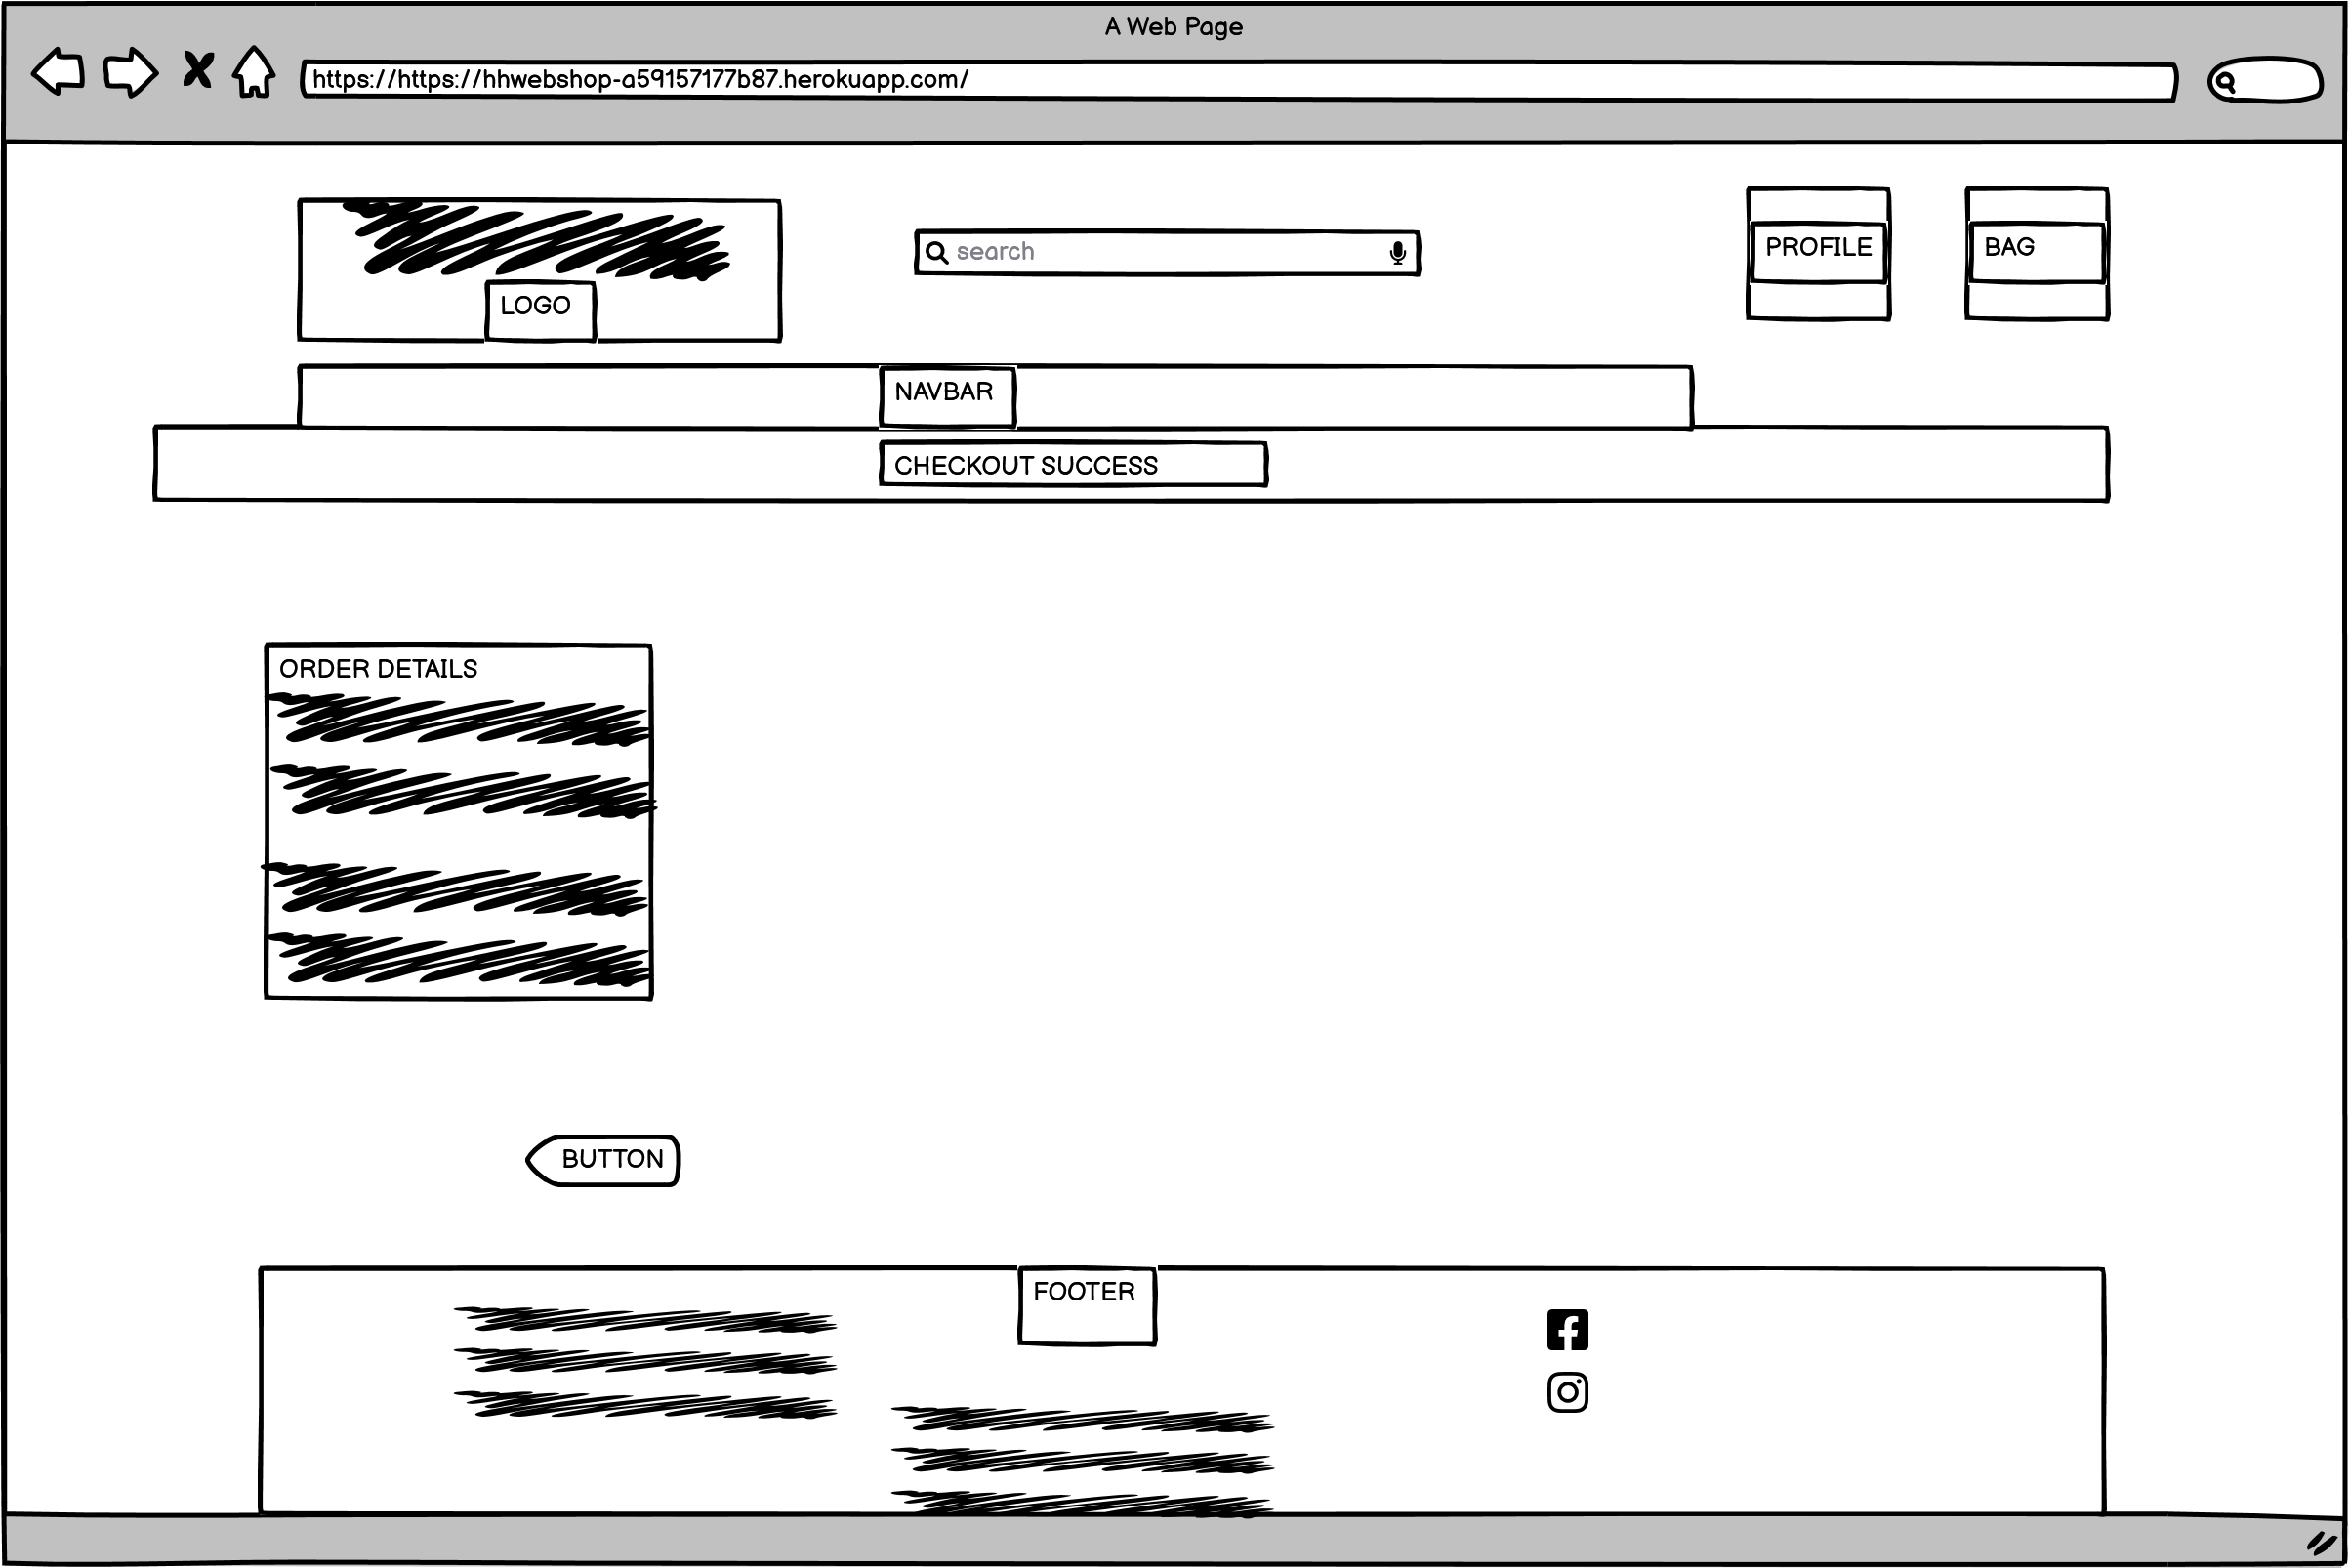 A Web Page
https://https://hhwebshop-a59157177b87.herokuapp.com/
LOGO
search
PROFILE
BAG
NAVBAR
CHECKOUT SUCCESS
ORDER DETAILS
BUTTON
FOOTER